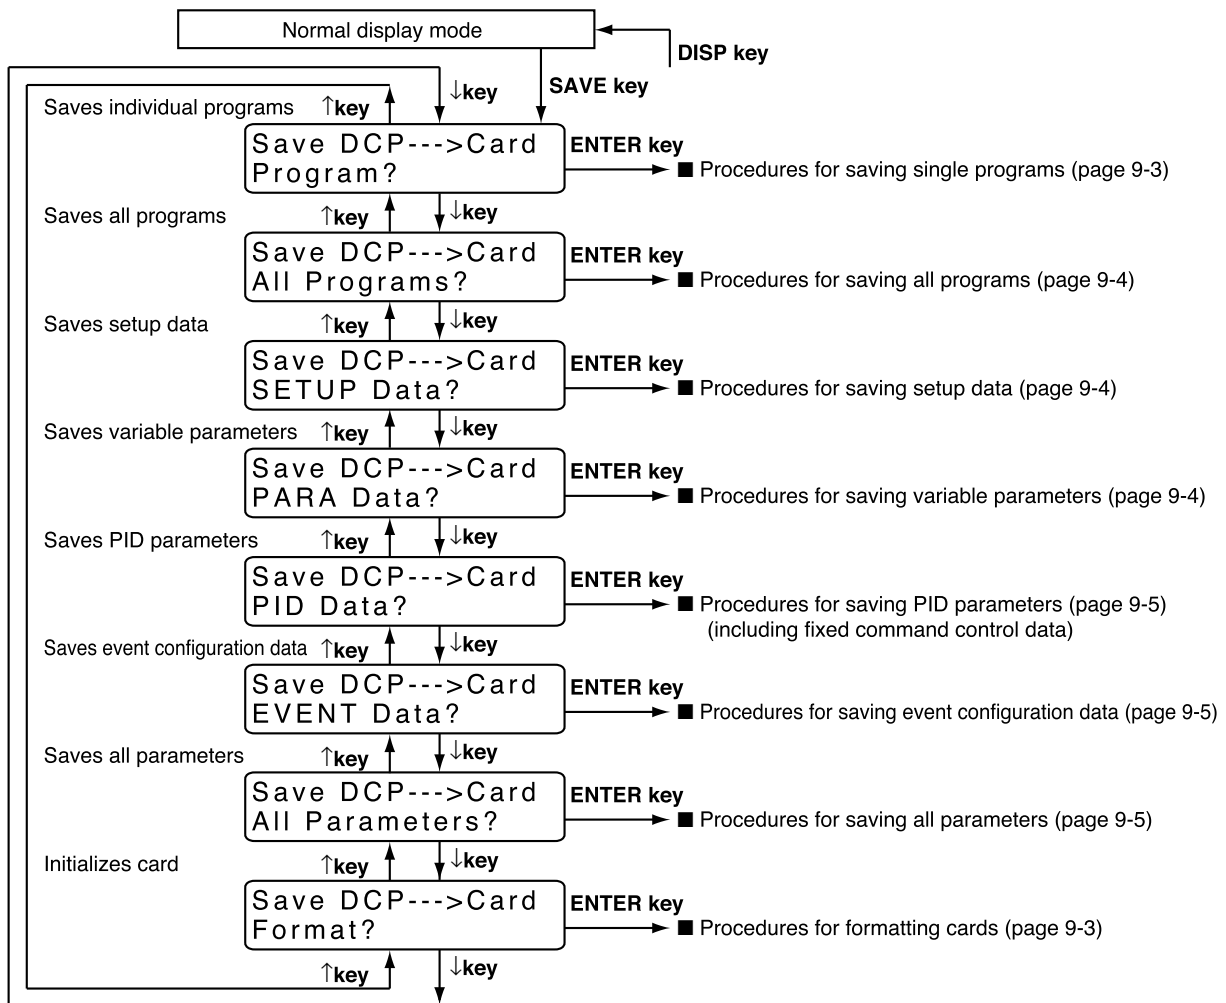 Normal display mode
DISP key
SAVE key
↓key
Saves individual programs ↑key
Save DCP--->Card
Program?
ENTER key
■ Procedures for saving single programs (page 9-3)
Saves all programs ↑key ↓key
Save DCP--->Card
All Programs?
ENTER key
■ Procedures for saving all programs (page 9-4)
Saves setup data ↑key ↓key
Save DCP--->Card
SETUP Data?
ENTER key
■ Procedures for saving setup data (page 9-4)
Saves variable parameters ↑key ↓key
Save DCP--->Card
PARA Data?
ENTER key
■ Procedures for saving variable parameters (page 9-4)
Saves PID parameters ↑key ↓key
Save DCP--->Card
PID Data?
ENTER key
■ Procedures for saving PID parameters (page 9-5)
(including fixed command control data)
Saves event configuration data ↑key ↓key
Save DCP--->Card
EVENT Data?
ENTER key
■ Procedures for saving event configuration data (page 9-5)
Saves all parameters ↑key ↓key
Save DCP--->Card
All Parameters?
ENTER key
■ Procedures for saving all parameters (page 9-5)
Initializes card ↑key ↓key
Save DCP--->Card
Format?
ENTER key
■ Procedures for formatting cards (page 9-3)
↑key ↓key